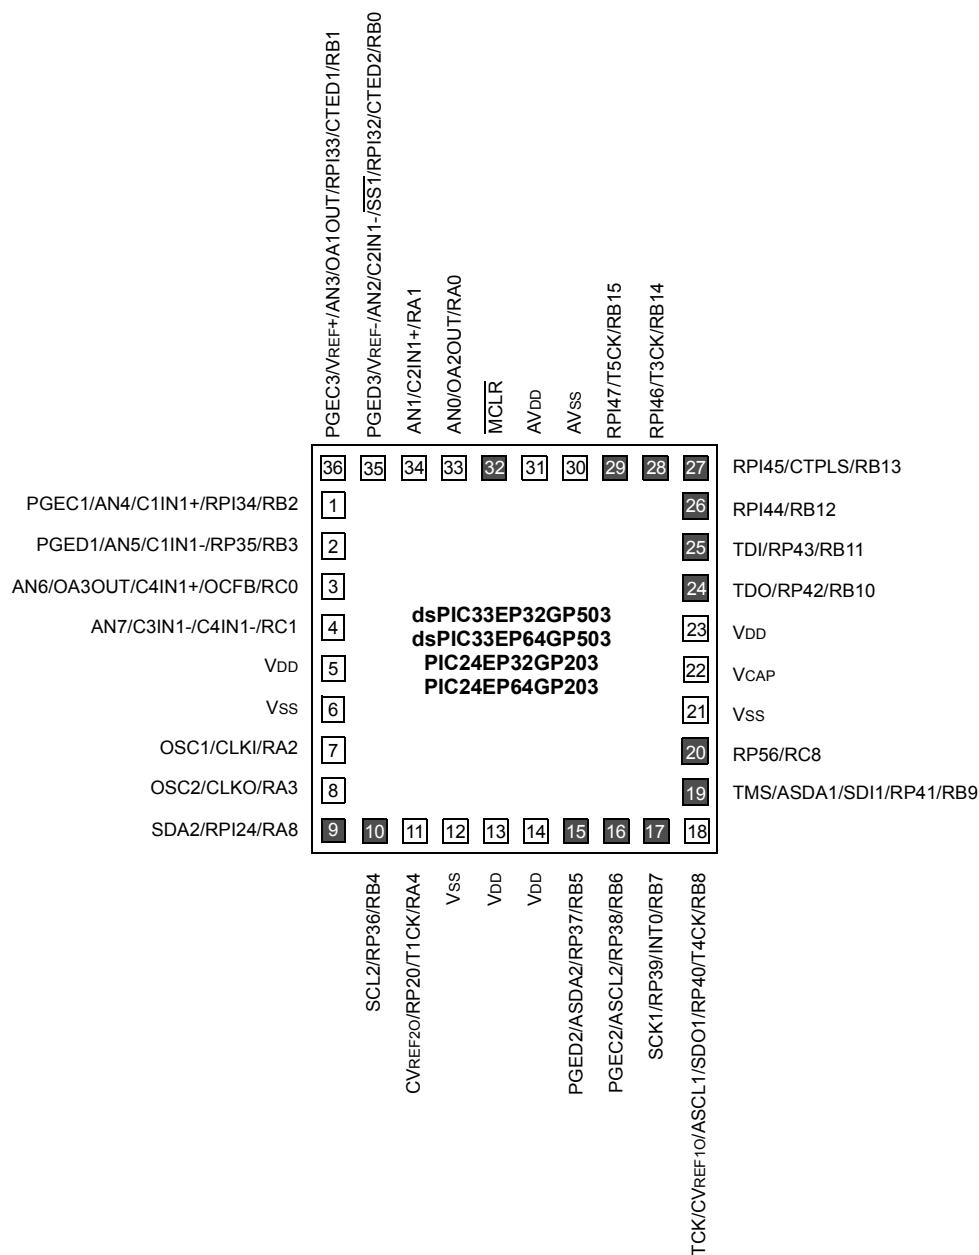 PGEC3/VREF+/AN3/OA1OUT/RPI33/CTED1/RB1
PGED3/VREF-/AN2/C2IN1-/SS1/RPI32/CTED2/RB0
AN1/C2IN1+/RA1
AN0/OA2OUT/RA0
MCLR
AVDD
AVSS
RPI47/T5CK/RB15
RPI46/T3CK/RB14
36 35 34 33 32 31 30 29 28 27 RPI45/CTPLS/RB13
PGEC1/AN4/C1IN1+/RPI34/RB2 1
26 RPI44/RB12
PGED1/AN5/C1IN1-/RP35/RB3 2
25 TDI/RP43/RB11
AN6/OA3OUT/C4IN1+/OCFB/RC0 3
24 TDO/RP42/RB10
AN7/C3IN1-/C4IN1-/RC1 4
23 VDD
VDD 5
22 VCAP
VSS 6
21 VSS
OSC1/CLKI/RA2 7
20 RP56/RC8
OSC2/CLKO/RA3 8
19 TMS/ASDA1/SDI1/RP41/RB9
dsPIC33EP32GP503
dsPIC33EP64GP503
PIC24EP32GP203
PIC24EP64GP203
SDA2/RPI24/RA8 9 10 11 12 13 14 15 16 17 18
SCL2/RP36/RB4
CVREF2O/RP20/T1CK/RA4
VSS
VDD
VDD
PGED2/ASDA2/RP37/RB5
PGEC2/ASCL2/RP38/RB6
SCK1/RP39/INT0/RB7
TCK/CVREF1O/ASCL1/SDO1/RP40/T4CK/RB8